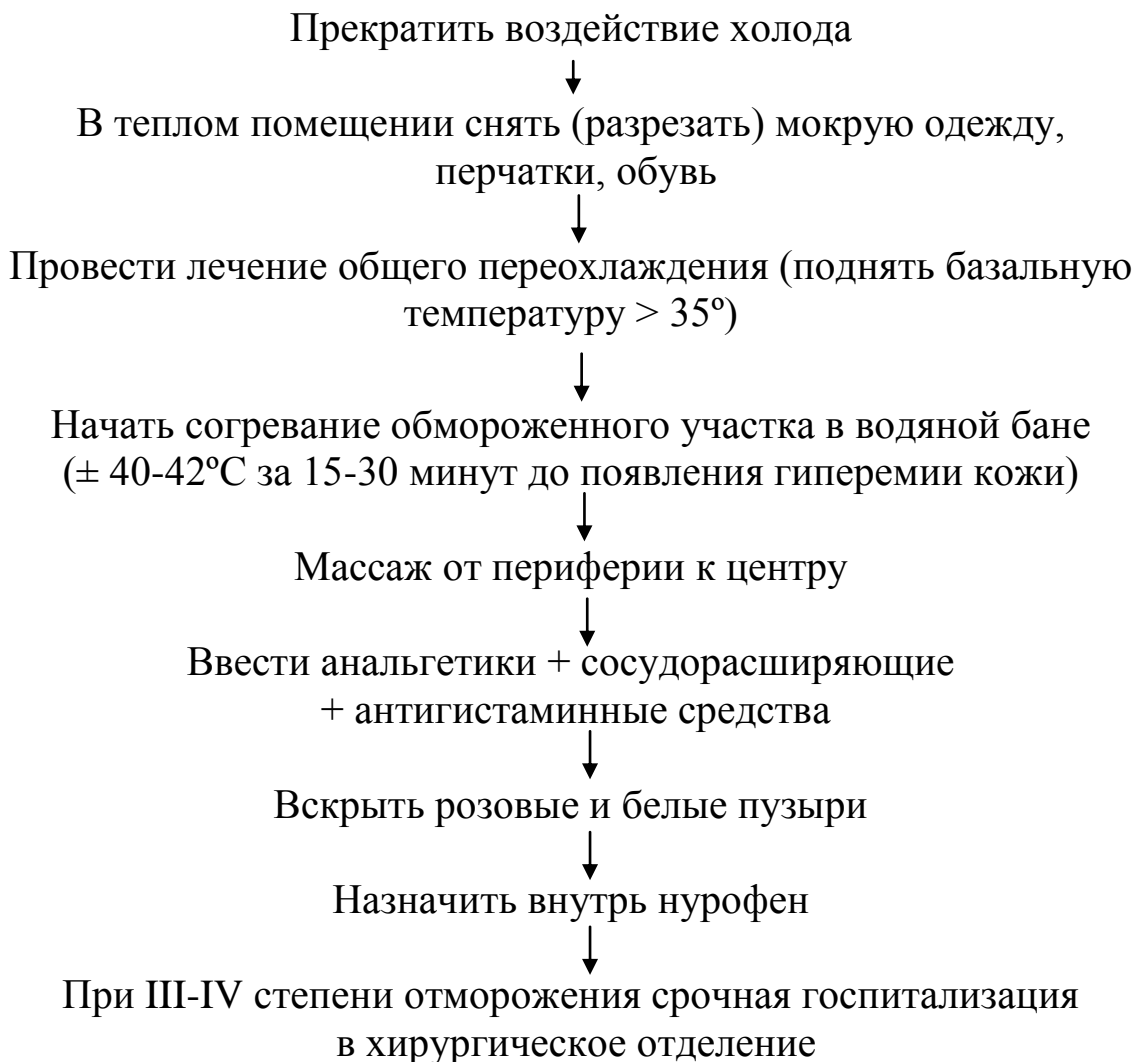 Прекратить воздействие холода
В теплом помещении снять (разрезать) мокрую одежду,
перчатки, обувь
Провести лечение общего переохлаждения (поднять базальную
температуру > 35º)
Начать согревание обмороженного участка в водяной бане
(± 40-42ºС за 15-30 минут до появления гиперемии кожи)
Массаж от периферии к центру
Ввести анальгетики + сосудорасширяющие
+ антигистаминные средства
Вскрыть розовые и белые пузыри
Назначить внутрь нурофен
При III-IV степени отморожения срочная госпитализация
в хирургическое отделение